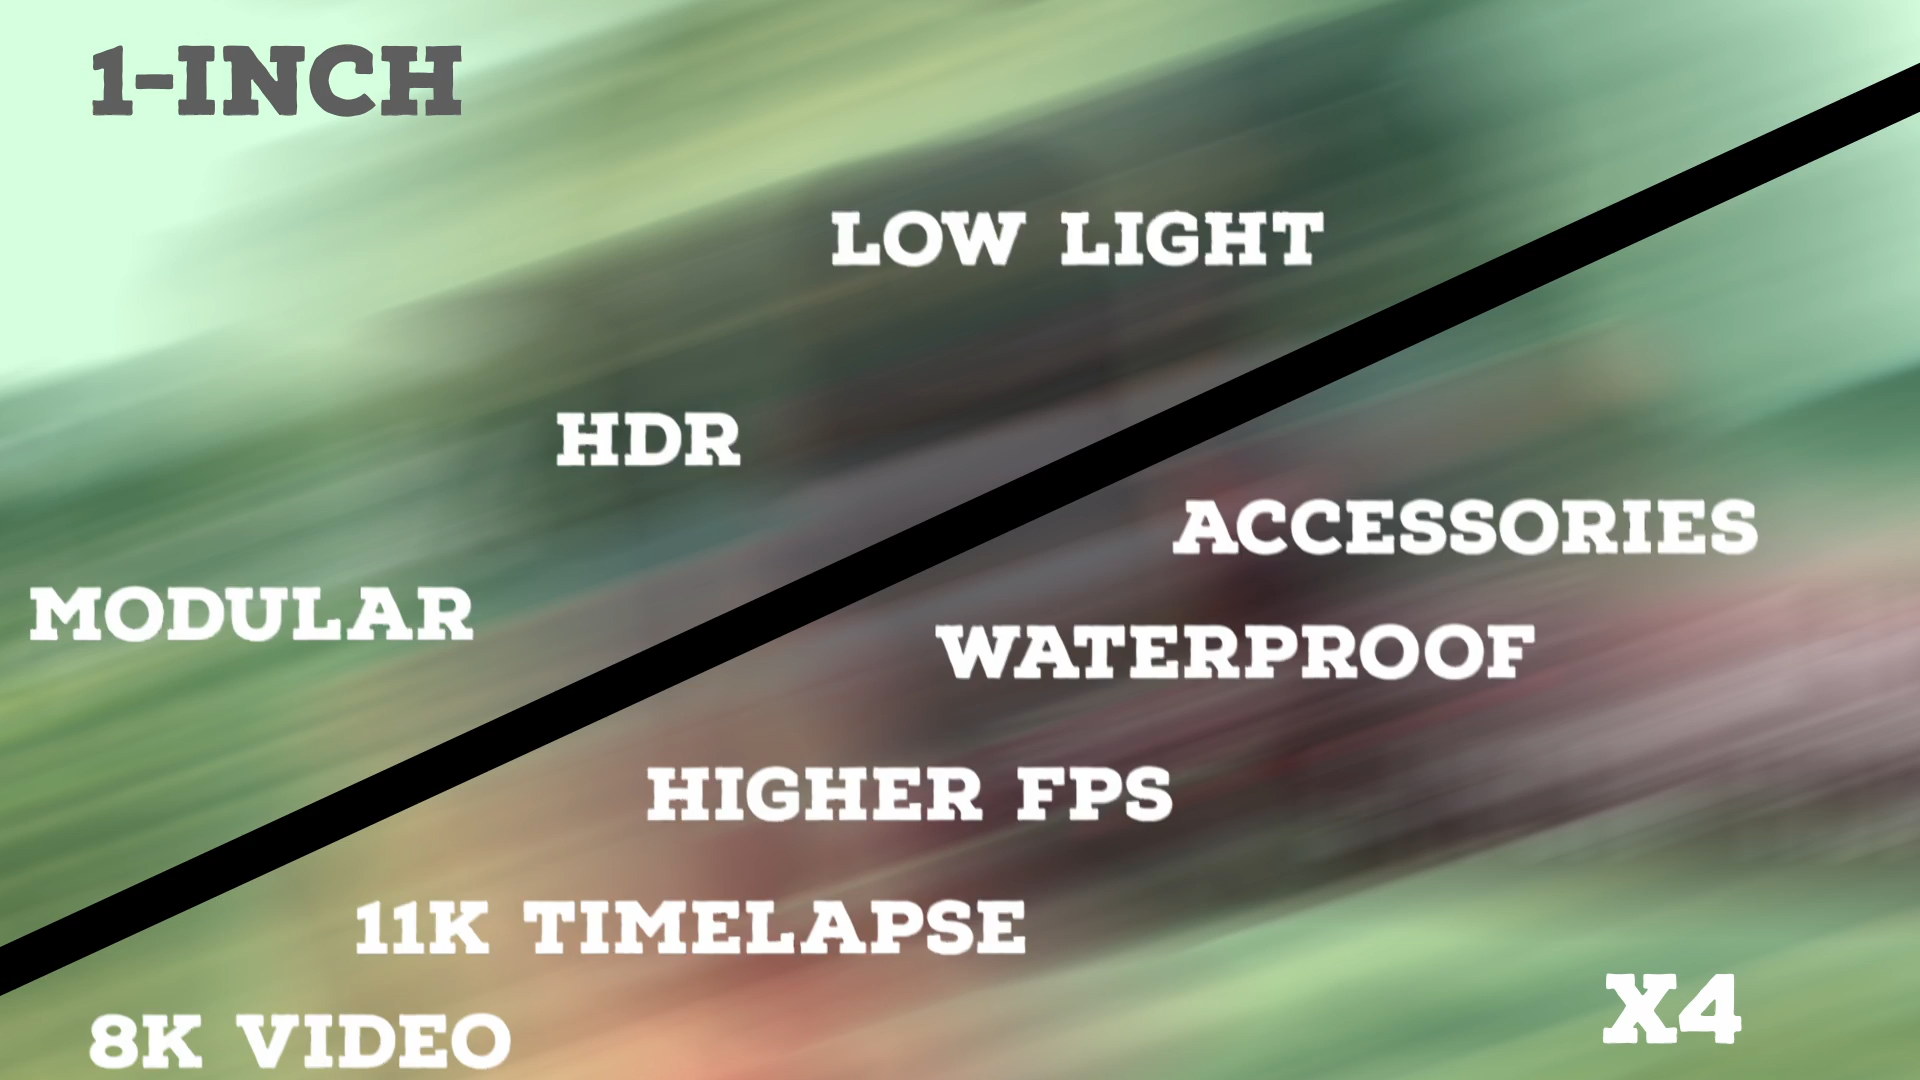 1-INCH
LOW LIGHT
HDR
MODULAR
ACCESSORIES
WATERPROOF
HIGHER FPS
11K TIMELAPSE
8K VIDEO
X4